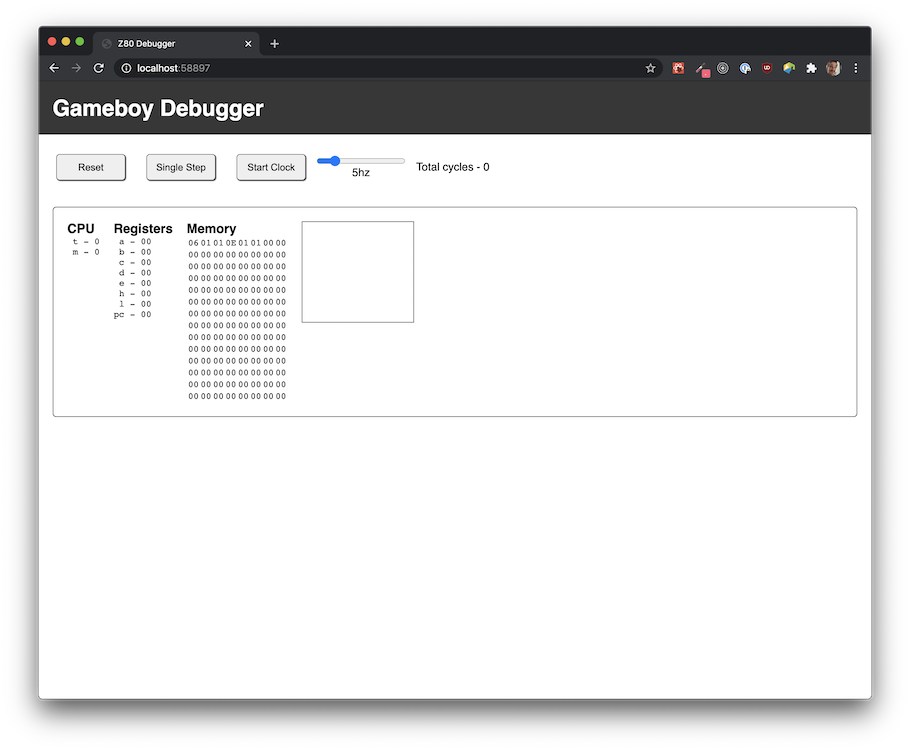 Z80 Debugger
localhost:58897
Gameboy Debugger
Reset
Single Step
Start Clock
5hz
Total cycles - 0
CPU
t - 0
m - 0
Registers
a - 00
b - 00
c - 00
d - 00
e - 00
h - 00
l - 00
pc - 00
Memory
06 01 01 0E 01 01 00 00
00 00 00 00 00 00 00 00
00 00 00 00 00 00 00 00
00 00 00 00 00 00 00 00
00 00 00 00 00 00 00 00
00 00 00 00 00 00 00 00
00 00 00 00 00 00 00 00
00 00 00 00 00 00 00 00
00 00 00 00 00 00 00 00
00 00 00 00 00 00 00 00
00 00 00 00 00 00 00 00
00 00 00 00 00 00 00 00
00 00 00 00 00 00 00 00
00 00 00 00 00 00 00 00